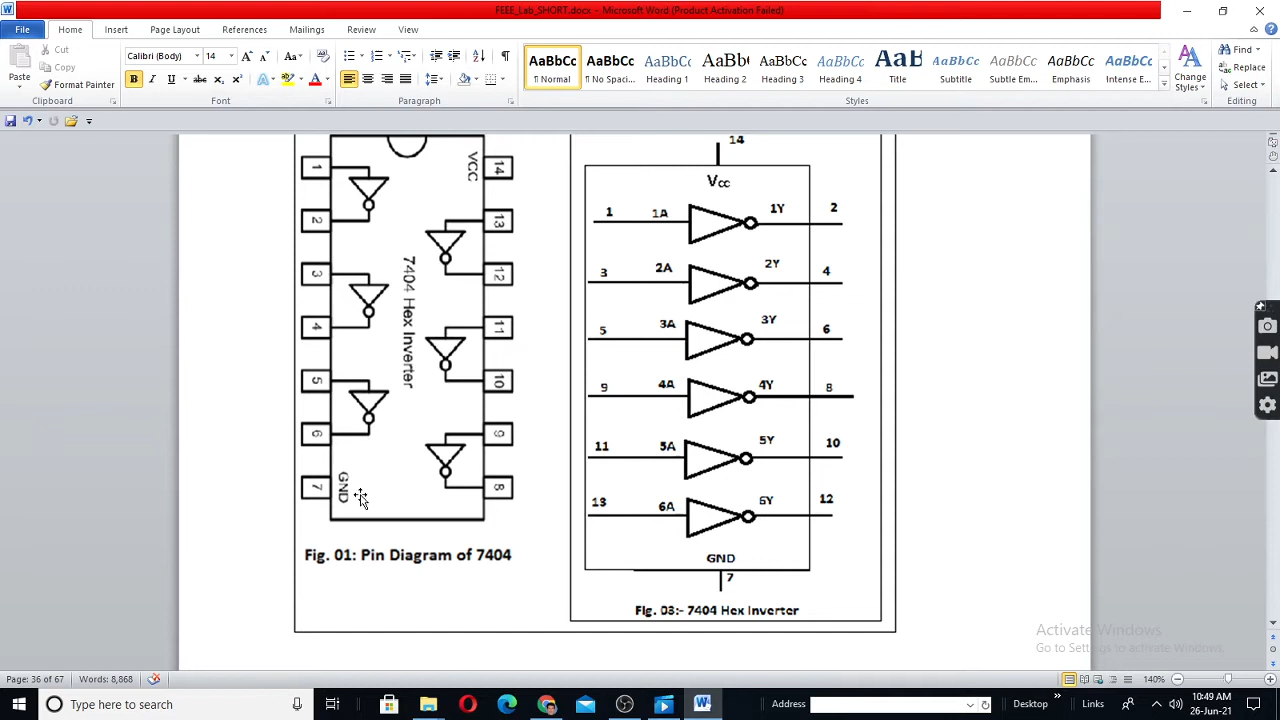 FEEE_Lab_SHORT.docx - Microsoft Word (Product Activation Failed)
File Home Insert Page Layout References Mailings Review View
Paste
Cut
Copy
Format Painter
Clipboard
Calibri (Body) 14
Font
Paragraph
AaBbCc AaBbCc AaBbCc AaBbC AaBbCc AaBbCc AaB AaBbCc AaBbCc AaBbCc AaBbCc
¶ Normal ¶ No Spaci... Heading 1 Heading 2 Heading 3 Heading 4 Title Subtitle Subtle Em... Emphasis Intense E...
Styles
Change Styles
Find
Replace
Select
Editing
1 VCC 14
2 13
3 12
4 11
5 10
6 9
7 GND 8
7404 Hex Inverter
Fig. 01: Pin Diagram of 7404
14
VCC
1 1A 1Y 2
3 2A 2Y 4
5 3A 3Y 6
9 4A 4Y 8
11 5A 5Y 10
13 6A 6Y 12
GND
7
Fig. 03:- 7404 Hex Inverter
Activate Windows
Go to Settings to activate Windows.
Page: 36 of 67 Words: 8,868 140%
Type here to search
Address
Desktop
Links
10:49 AM
26-Jun-21